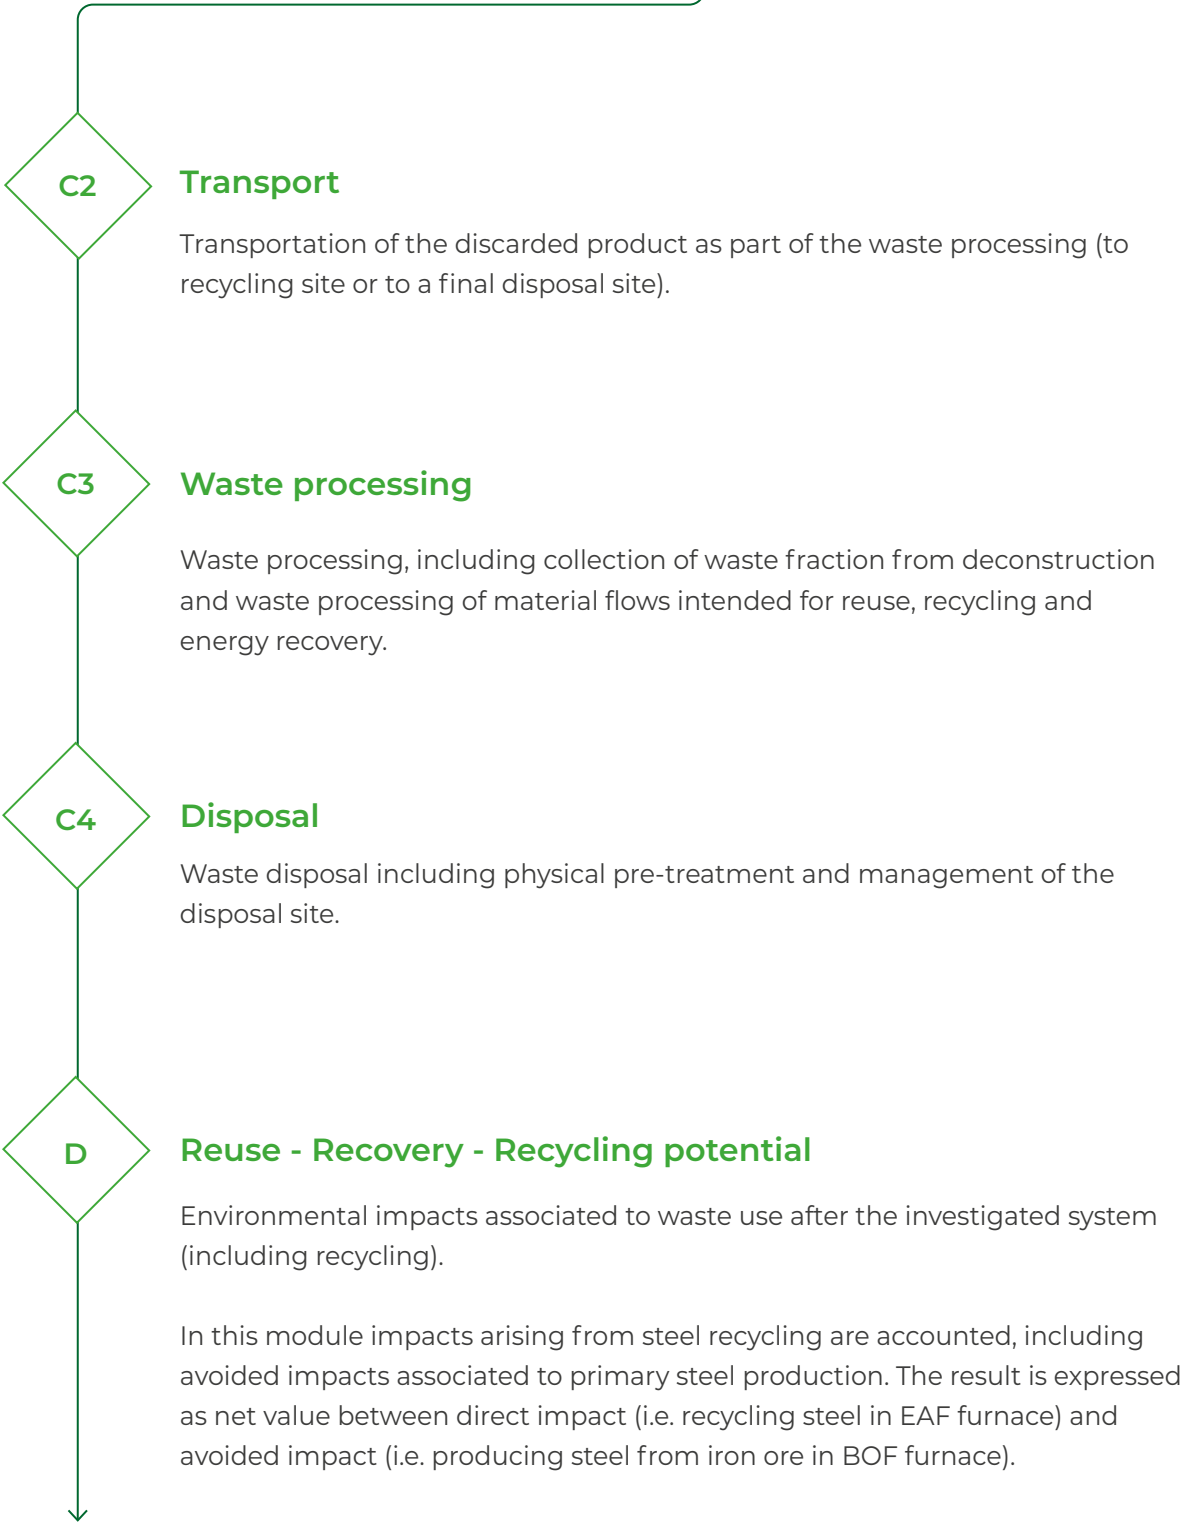 C2
Transport
Transportation of the discarded product as part of the waste processing (to
recycling site or to a final disposal site).
C3
Waste processing
Waste processing, including collection of waste fraction from deconstruction
and waste processing of material flows intended for reuse, recycling and
energy recovery.
C4
Disposal
Waste disposal including physical pre-treatment and management of the
disposal site.
D
Reuse - Recovery - Recycling potential
Environmental impacts associated to waste use after the investigated system
(including recycling).
In this module impacts arising from steel recycling are accounted, including
avoided impacts associated to primary steel production. The result is expressed
as net value between direct impact (i.e. recycling steel in EAF furnace) and
avoided impact (i.e. producing steel from iron ore in BOF furnace).